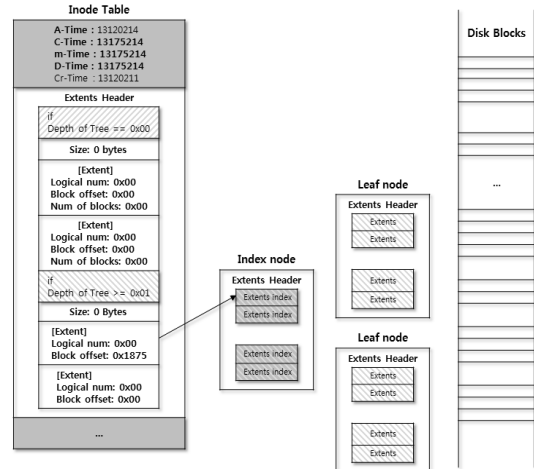 Inode Table
A-Time : 13120214
C-Time : 13175214
m-Time : 13175214
D-Time : 13175214
Cr-Time : 13120211
Extents Header
if
Depth of Tree == 0x00
Size: 0 bytes
[Extent]
Logical num: 0x00
Block offset: 0x00
Num of blocks: 0x00
[Extent]
Logical num: 0x00
Block offset: 0x00
Num of blocks: 0x00
if
Depth of Tree >= 0x01
Size: 0 Bytes
[Extent]
Logical num: 0x00
Block offset: 0x1875
[Extent]
Logical num: 0x00
Block offset: 0x00
...
Index node
Extents Header
Extents index
Extents index
Extents index
Extents index
Leaf node
Extents Header
Extents
Extents
Extents
Extents
Leaf node
Extents Header
Extents
Extents
Extents
Extents
Disk Blocks
...